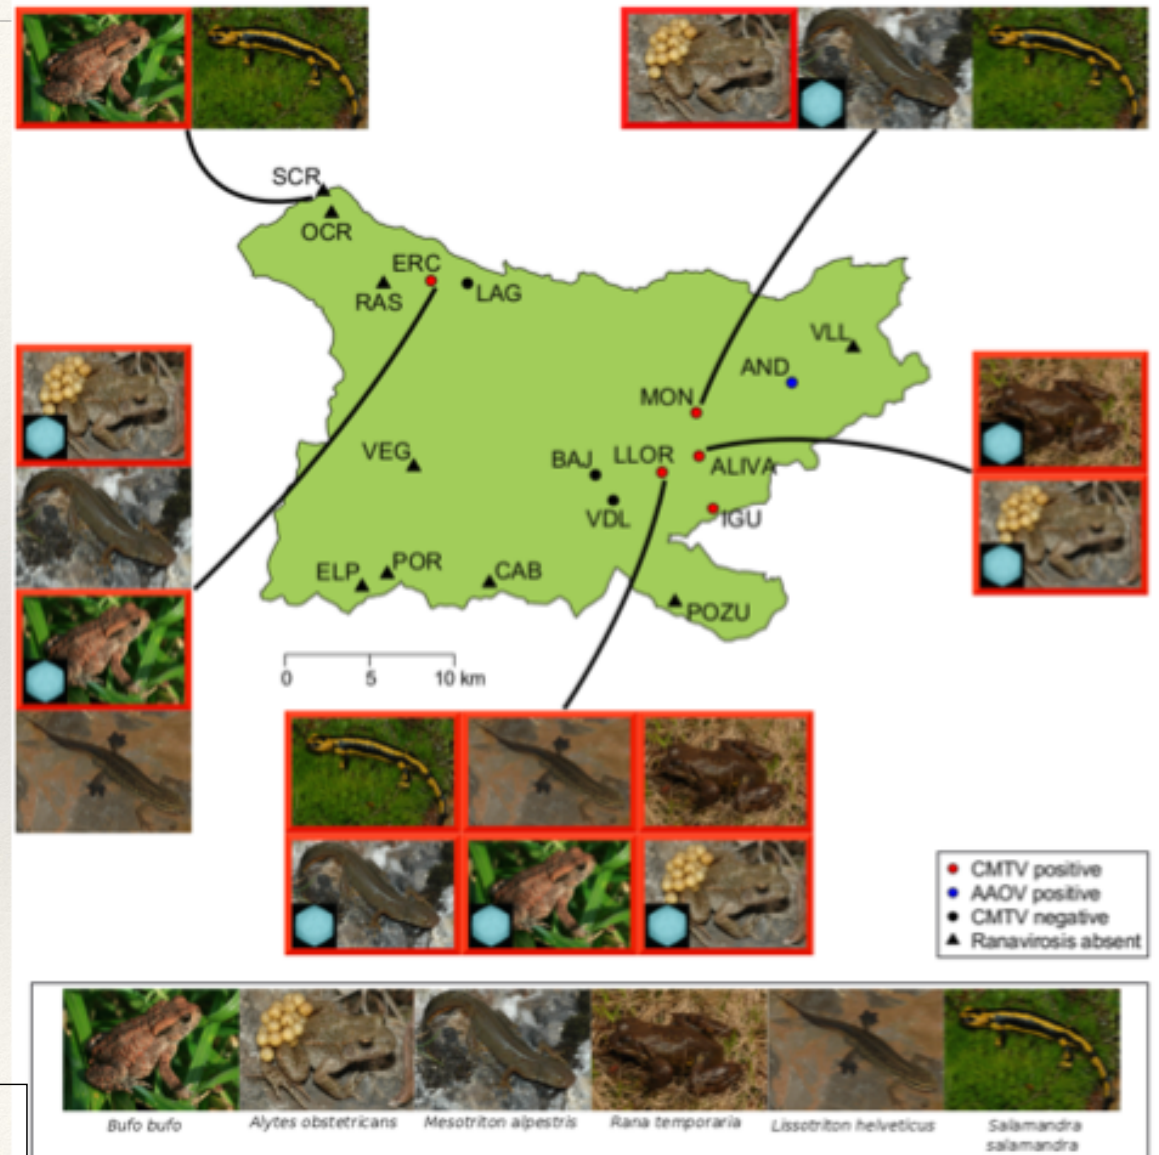 SCR
OCR
ERC
RAS
LAG
VLL
AND
MON
VEG
BAJ
LLOR
ALIVA
VDL
IGU
ELP
POR
CAB
POZU
0 5 10 km
CMTV positive
AAOV positive
CMTV negative
Ranavirosis absent
Bufo bufo
Alytes obstetricans
Mesotriton alpestris
Rana temporaria
Lissotriton helveticus
Salamandra
salamandra